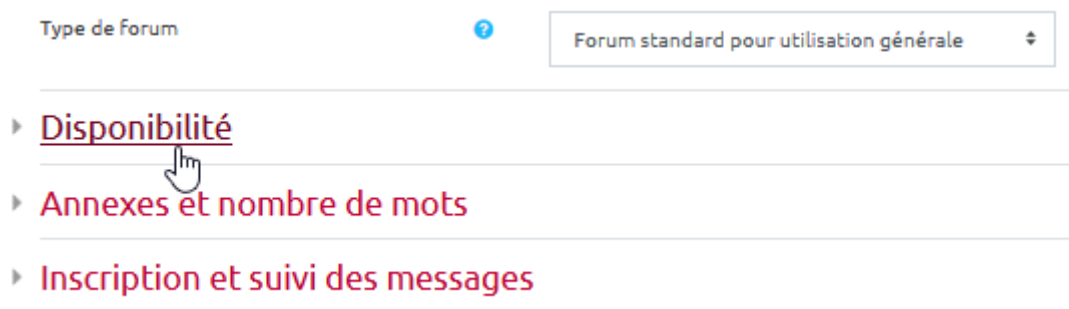 Type de forum
Forum standard pour utilisation générale
Disponibilité
Annexes et nombre de mots
Inscription et suivi des messages